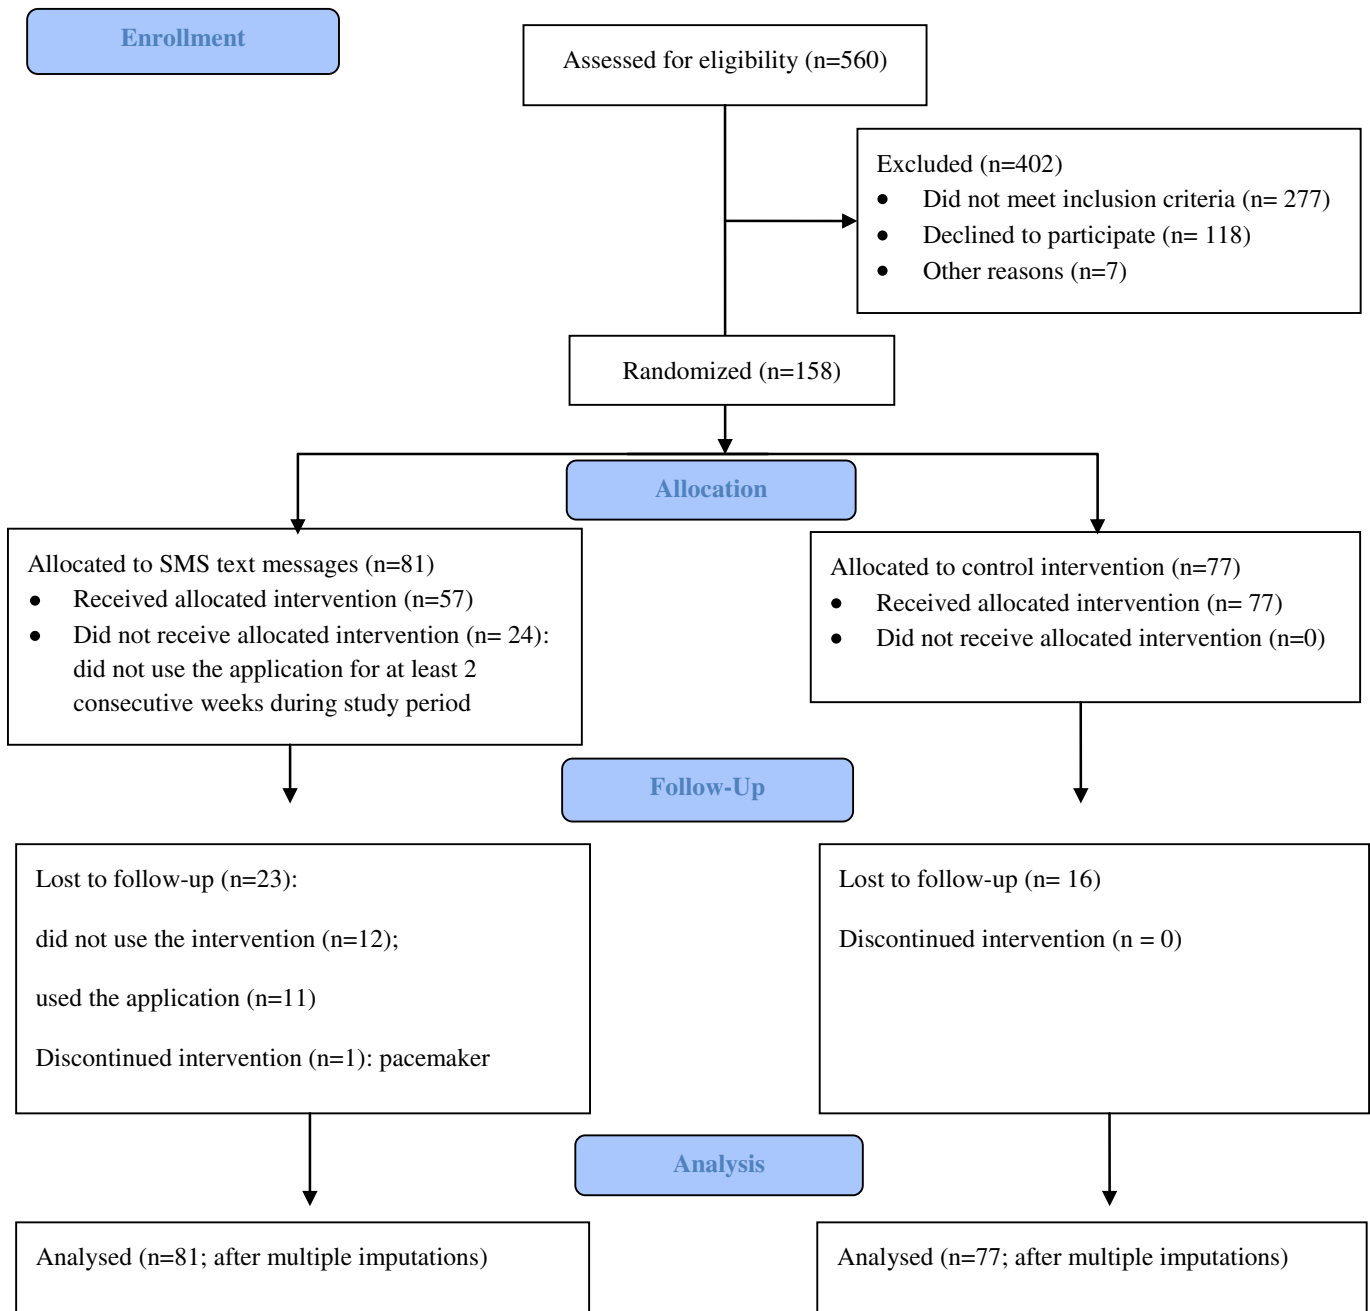 Enrollment
Assessed for eligibility (n=560)
Excluded (n=402)
● Did not meet inclusion criteria (n= 277)
● Declined to participate (n= 118)
● Other reasons (n=7)
Randomized (n=158)
Allocation
Allocated to SMS text messages (n=81)
● Received allocated intervention (n=57)
● Did not receive allocated intervention (n= 24):
did not use the application for at least 2
consecutive weeks during study period
Allocated to control intervention (n=77)
● Received allocated intervention (n= 77)
● Did not receive allocated intervention (n=0)
Follow-Up
Lost to follow-up (n=23):
did not use the intervention (n=12);
used the application (n=11)
Discontinued intervention (n=1): pacemaker
Lost to follow-up (n= 16)
Discontinued intervention (n = 0)
Analysis
Analysed (n=81; after multiple imputations)
Analysed (n=77; after multiple imputations)